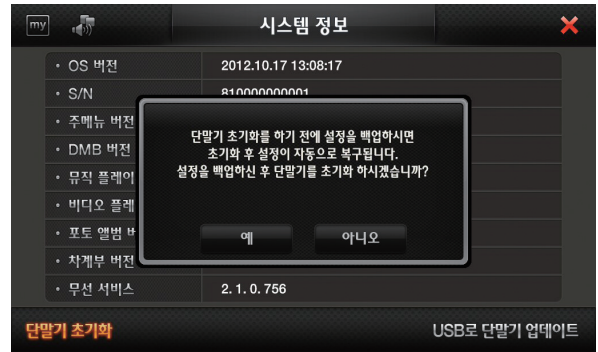 my
시스템 정보
• OS 버전 2012.10.17 13:08:17
• S/N 810000000001
• 주메뉴 버전
• DMB 버전
• 뮤직 플레이
• 비디오 플레
• 포토 앨범 버
• 차계부 버전
• 무선 서비스 2. 1. 0. 756
단말기 초기화를 하기 전에 설정을 백업하시면
초기화 후 설정이 자동으로 복구됩니다.
설정을 백업하신 후 단말기를 초기화 하시겠습니까?
예 아니오
단말기 초기화 USB로 단말기 업데이트